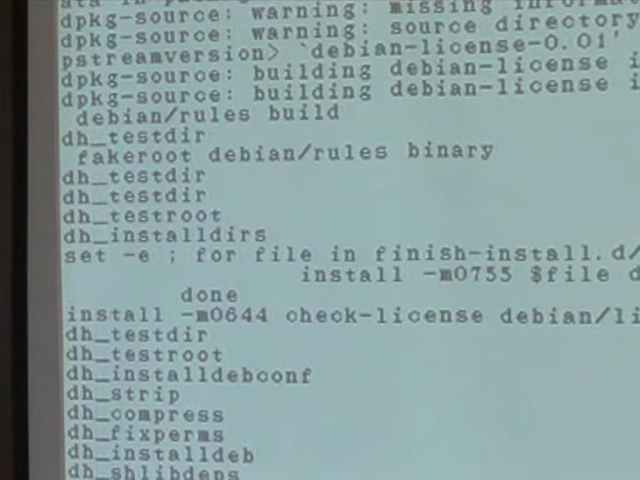 dpkg-source: warning: missing
dpkg-source: warning: source directory
pstreamversion> `debian-license-0.01'
dpkg-source: building debian-license i
dpkg-source: building debian-license i
debian/rules build
dh_testdir
fakeroot debian/rules binary
dh_testdir
dh_testdir
dh_testroot
dh_installdirs
set -e ; for file in finish-install.d/
install -m0755 $file d
done
install -m0644 check-license debian/li
dh_testdir
dh_testroot
dh_installdebconf
dh_strip
dh_compress
dh_fixperms
dh_installdeb
dh_shlibdeps